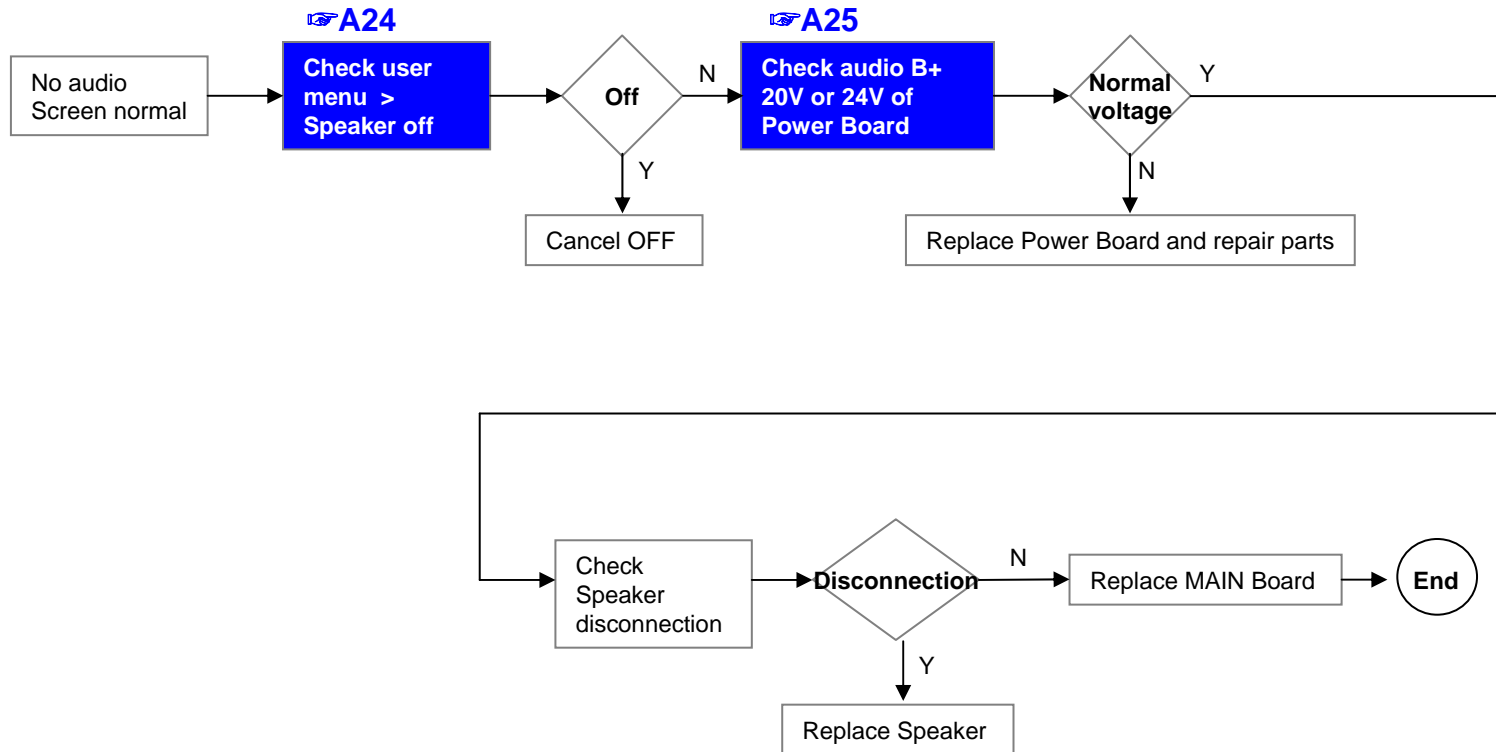 ☞A24
☞A25
No audio
Screen normal
Check user
menu >
Speaker off
Off
N
Check audio B+
20V or 24V of
Power Board
Normal
voltage
Y
Y
N
Cancel OFF
Replace Power Board and repair parts
Check
Speaker
disconnection
Disconnection
N
Replace MAIN Board
End
Y
Replace Speaker